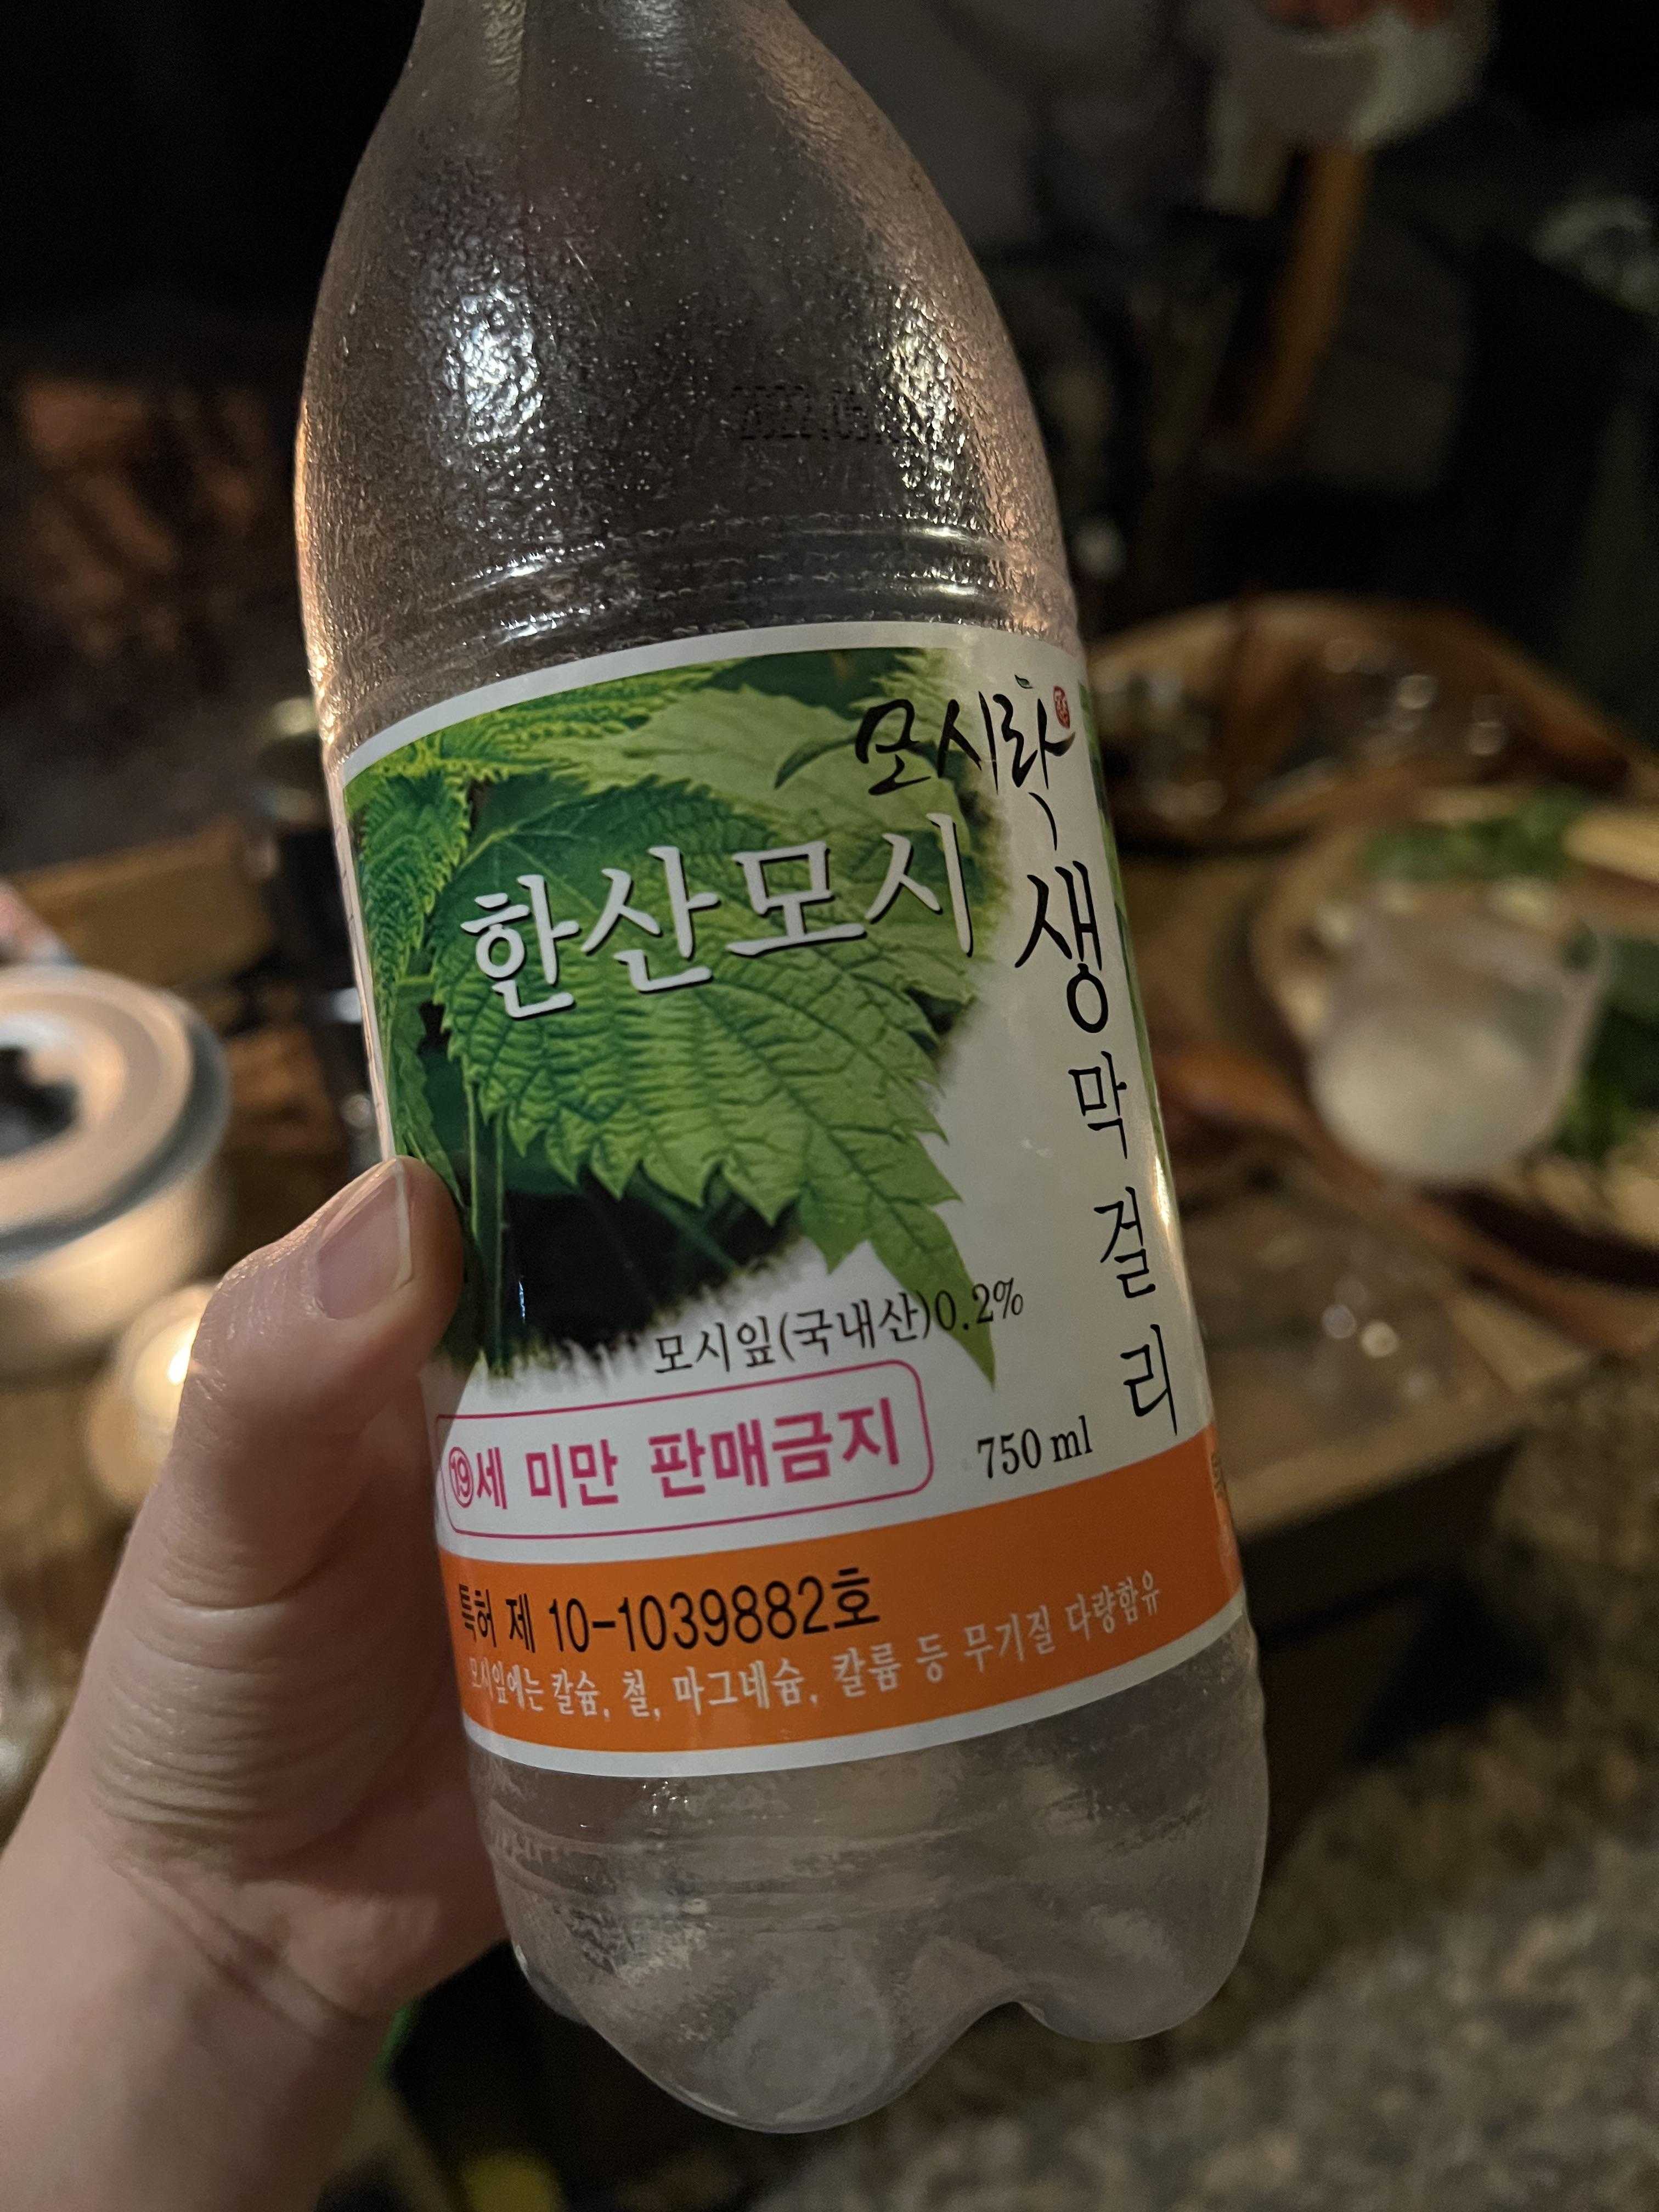 모시락
한산모시
생막걸리
모시잎(국내산)0.2%
⑲세 미만 판매금지
750 ml
특허 제 10-1039882호
모시잎에는 칼슘, 철, 마그네슘, 칼륨 등 무기질 다량함유